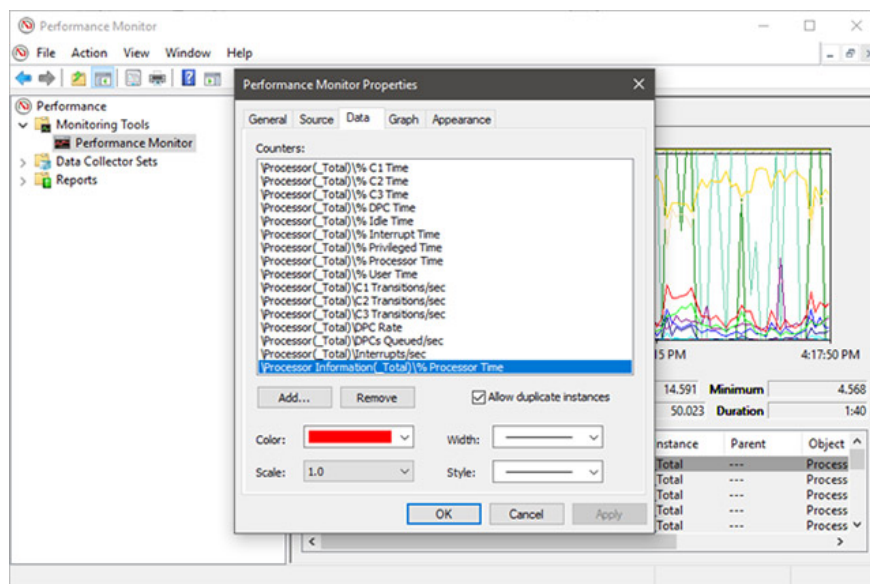 Performance Monitor
File Action View Window Help
Performance
Monitoring Tools
Performance Monitor
Data Collector Sets
Reports
Performance Monitor Properties
General Source Data Graph Appearance
Counters:
\Processor(_Total)\% C1 Time
\Processor(_Total)\% C2 Time
\Processor(_Total)\% C3 Time
\Processor(_Total)\% DPC Time
\Processor(_Total)\% Idle Time
\Processor(_Total)\% Interrupt Time
\Processor(_Total)\% Privileged Time
\Processor(_Total)\% Processor Time
\Processor(_Total)\% User Time
\Processor(_Total)\C1 Transitions/sec
\Processor(_Total)\C2 Transitions/sec
\Processor(_Total)\C3 Transitions/sec
\Processor(_Total)\DPC Rate
\Processor(_Total)\DPCs Queued/sec
\Processor(_Total)\Interrupts/sec
\Processor Information(_Total)\% Processor Time
Add... Remove Allow duplicate instances
Color: Width:
Scale: 1.0 Style:
OK Cancel Apply
15 PM 4:17:50 PM
14.591 Minimum 4.568
50.023 Duration 1:40
nstance Parent Object
_Total --- Process
_Total --- Process
_Total --- Process
_Total --- Process
_Total --- Process